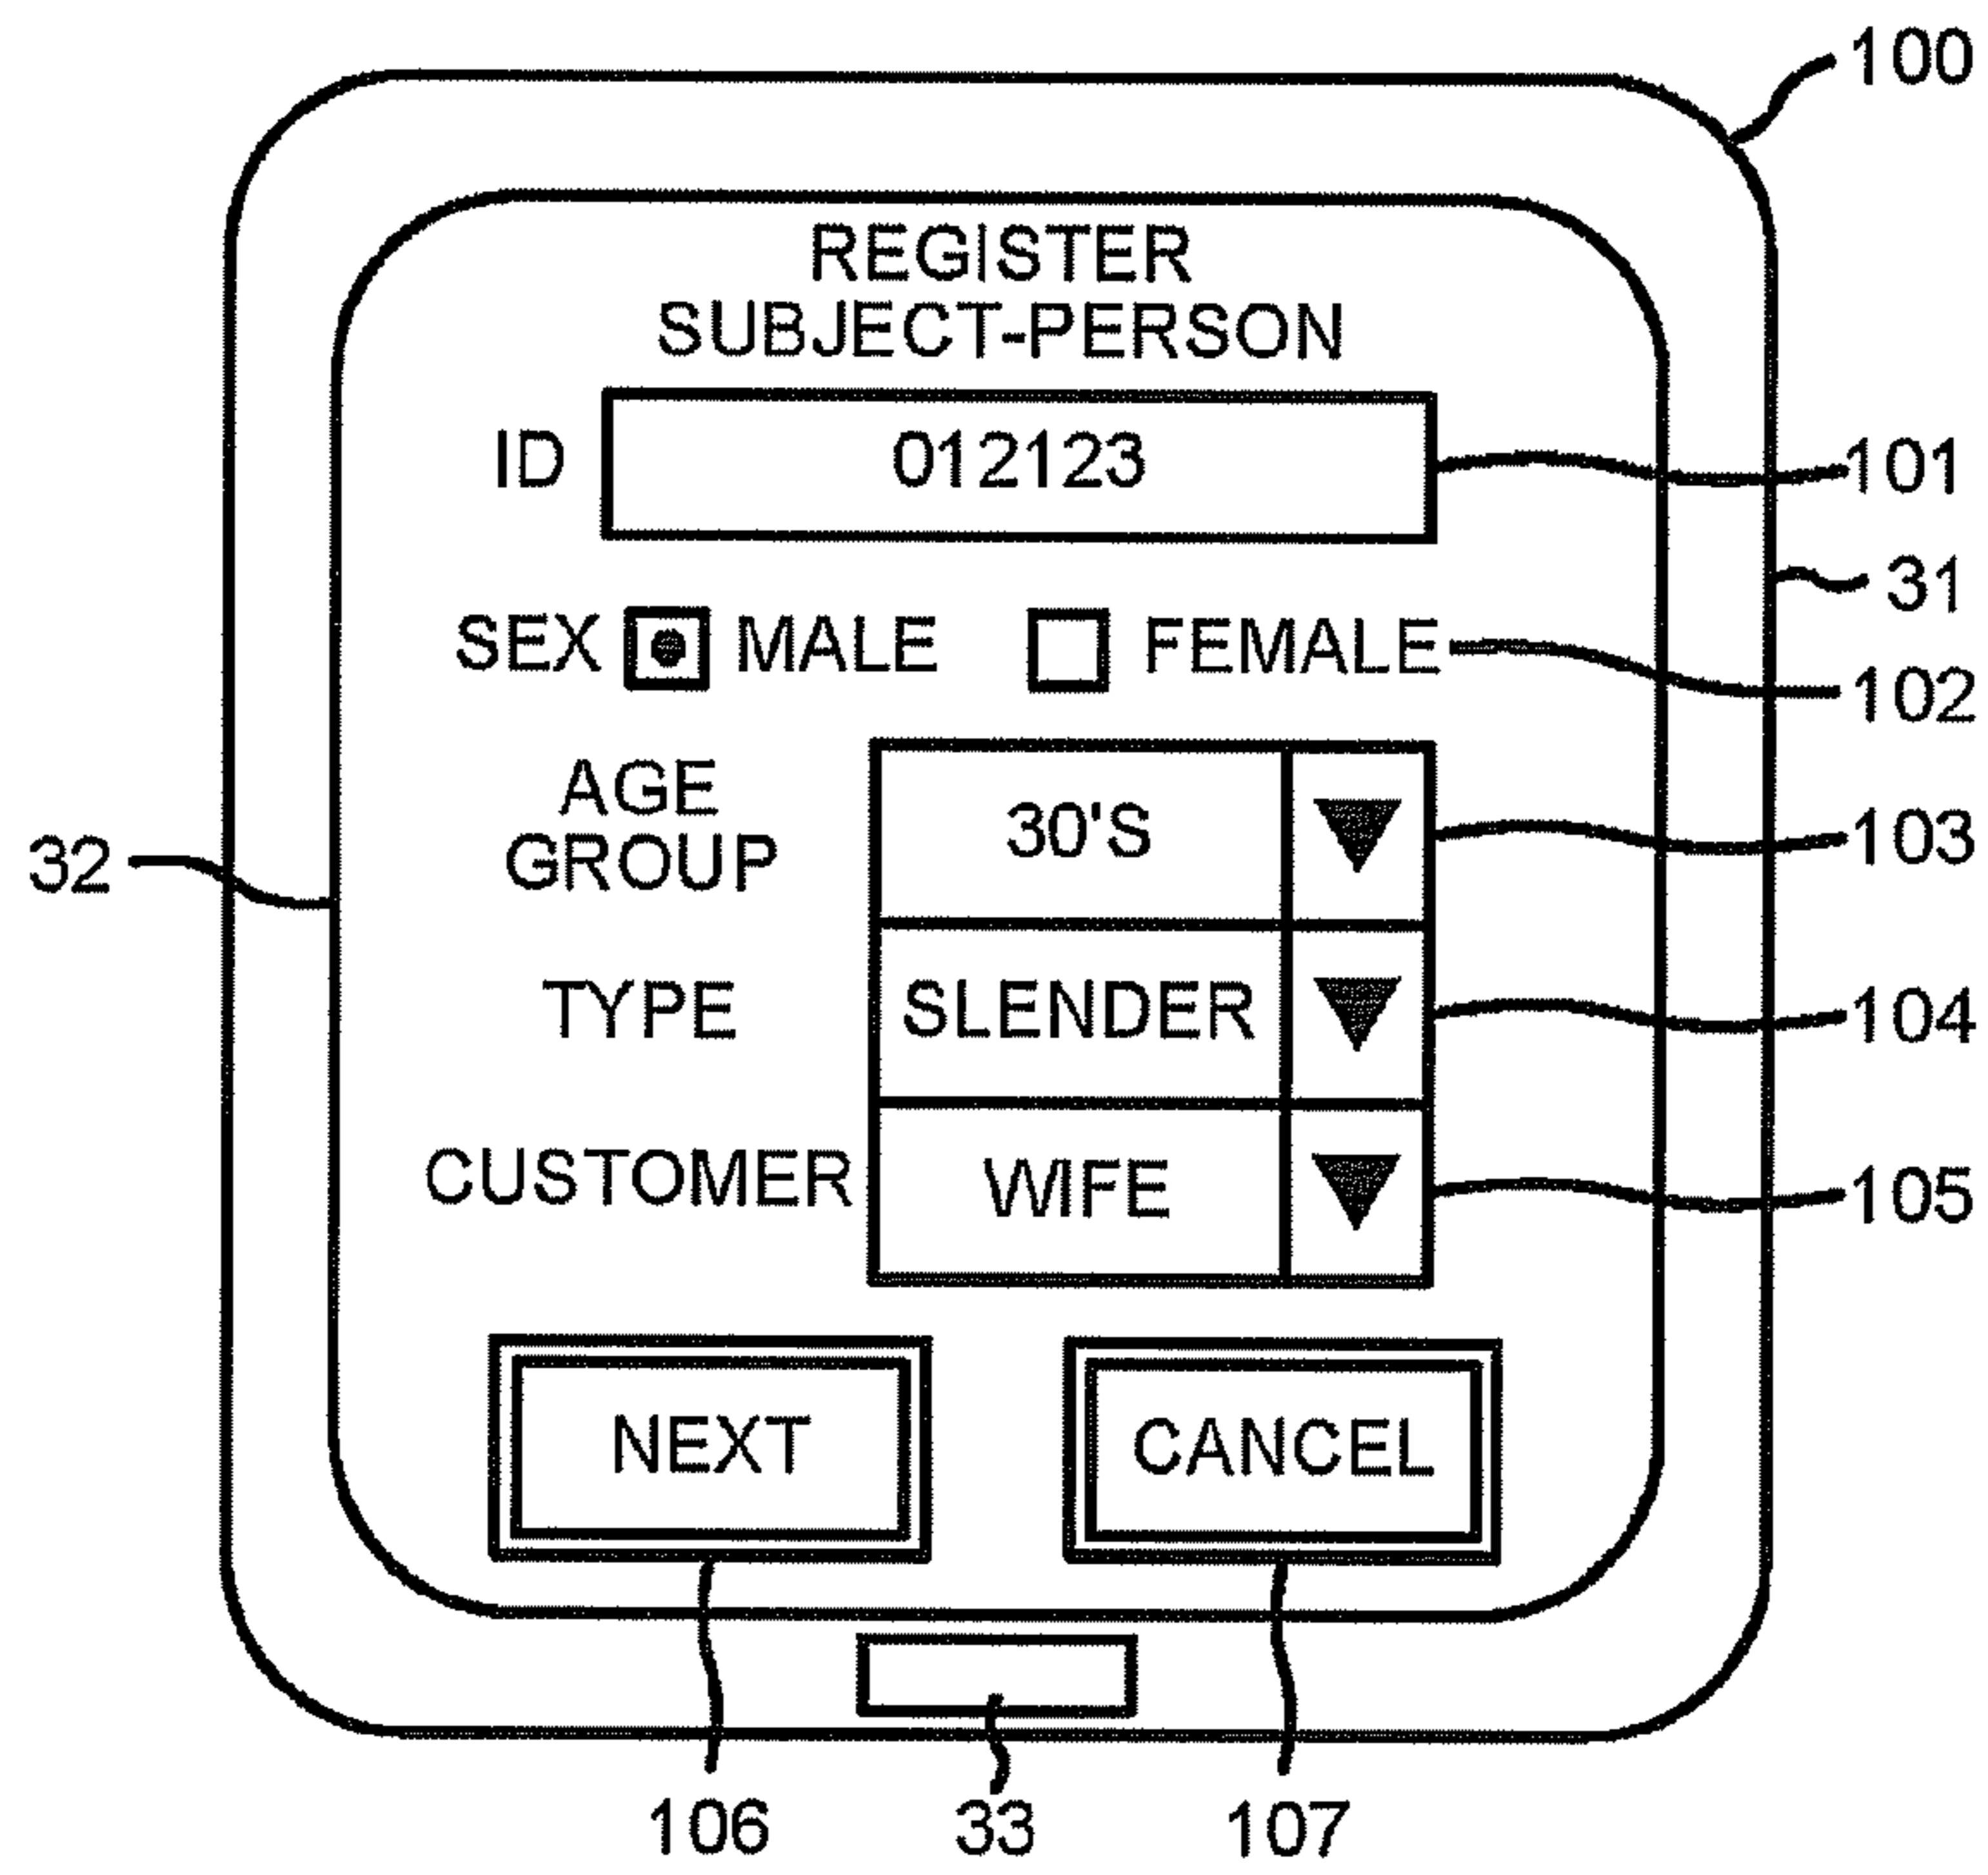 100
REGISTER
SUBJECT-PERSON
ID 012123 101
31
SEX MALE FEMALE 102
AGE
GROUP 30'S 103
32
TYPE SLENDER 104
CUSTOMER WIFE 105
NEXT CANCEL
106 33 107